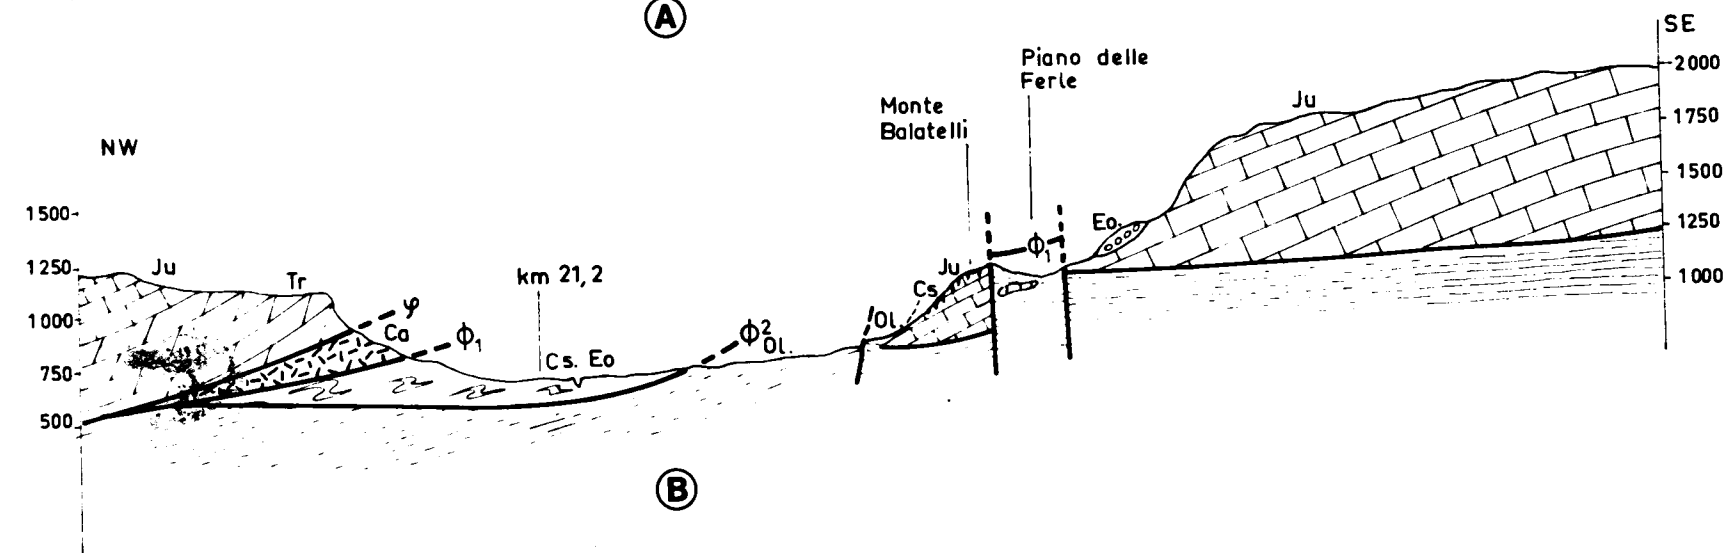 A
SE
2000
Piano delle
Ferle
Ju
Monte
Balatelli
1750
NW
1500
1500
Eo.
1250
Φ1
Ju
Tr
Ju
km 21,2
1250
1000
Cs
φ
1000
Ca
Φ1
Ol.
Φ2
Ol.
Cs. Eo
750
500
B